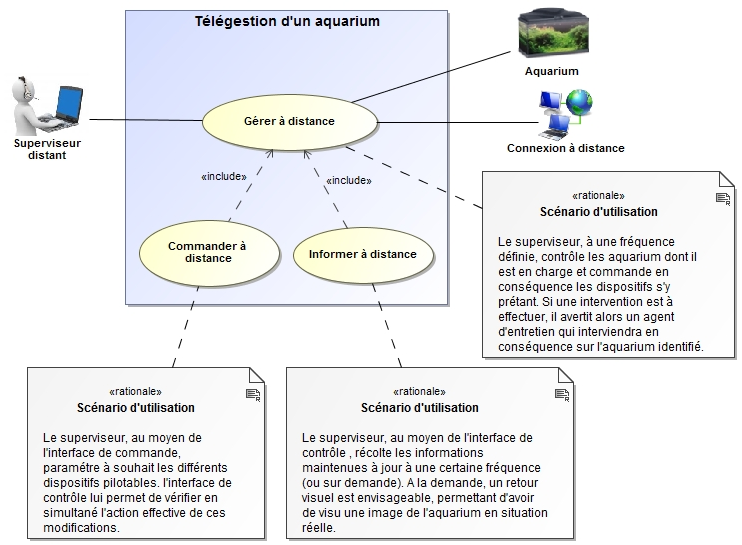 Télégestion d'un aquarium
Aquarium
Superviseur
distant
Gérer à distance
Connexion à distance
«include»
«include»
Commander à
distance
Informer à distance
«rationale»
Scénario d'utilisation
Le superviseur, à une fréquence
définie, contrôle les aquarium dont il
est en charge et commande en
conséquence les dispositifs s'y
prétant. Si une intervention est à
effectuer, il avertit alors un agent
d'entretien qui interviendra en
conséquence sur l'aquarium identifié.
«rationale»
Scénario d'utilisation
Le superviseur, au moyen de
l'interface de commande,
paramétre à souhait les différents
dispositifs pilotables. l'interface de
contrôle lui permet de vérifier en
simultané l'action effective de ces
modifications.
«rationale»
Scénario d'utilisation
Le superviseur, au moyen de l'interface de
contrôle , récolte les informations
maintenues à jour à une certaine fréquence
(ou sur demande). A la demande, un retour
visuel est envisageable, permettant d'avoir
de visu une image de l'aquarium en situation
réelle.